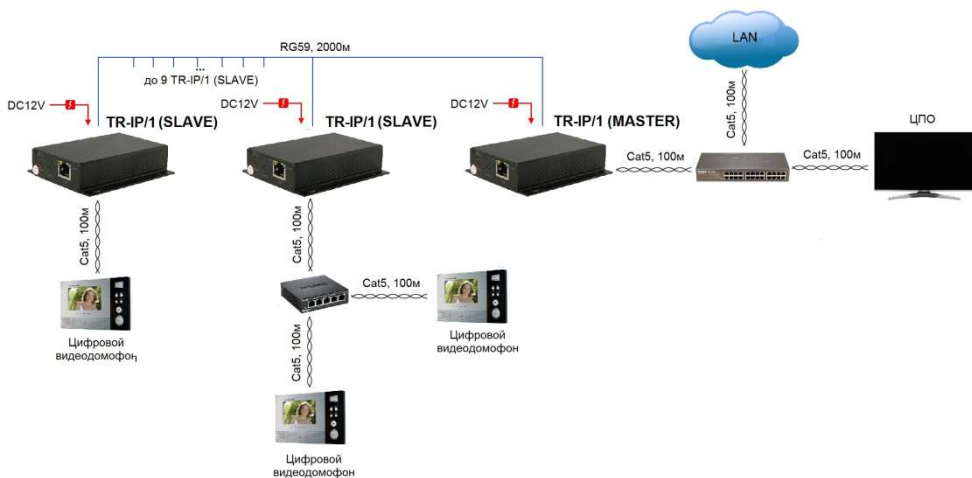 RG59, 2000м
...
до 9 TR-IP/1 (SLAVE)
DC12V
TR-IP/1 (SLAVE)
DC12V
TR-IP/1 (SLAVE)
DC12V
TR-IP/1 (MASTER)
LAN
Cat5, 100м
Cat5, 100м
Cat5, 100м
ЦПО
Cat5, 100м
Цифровой
видеодомофон
Cat5, 100м
Cat5, 100м
Цифровой
видеодомофон
Cat5, 100м
Цифровой
видеодомофон